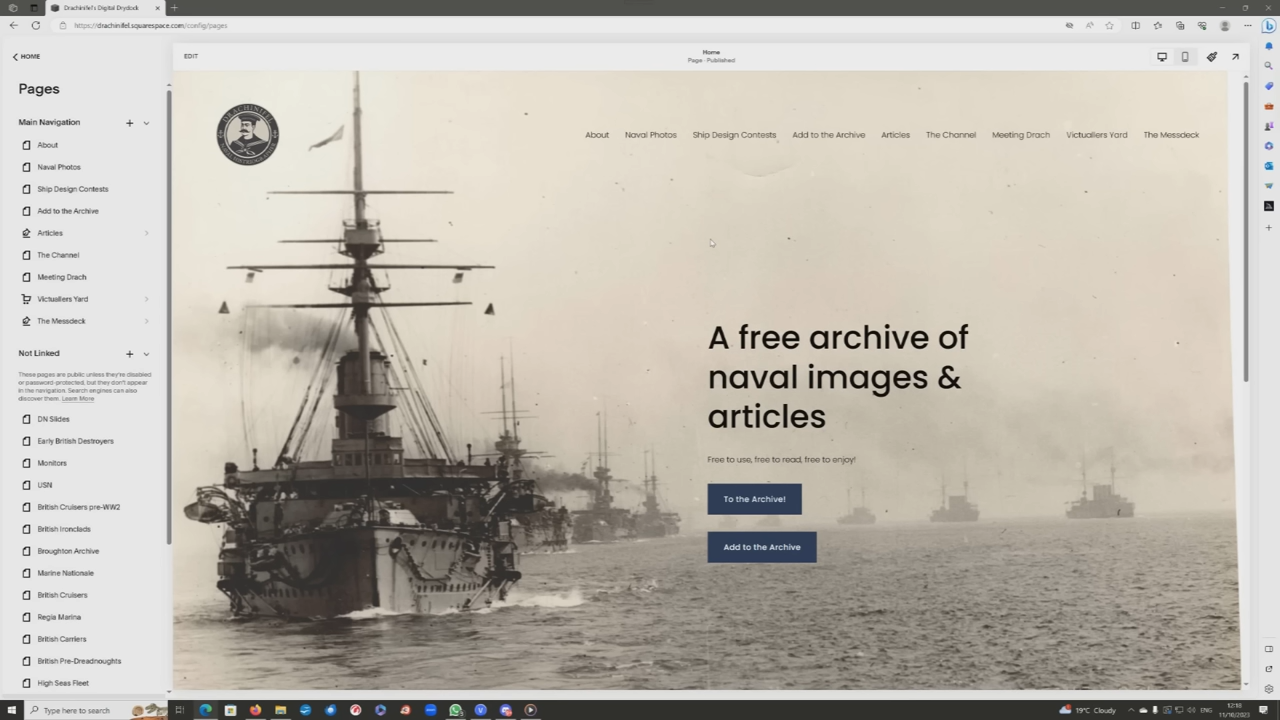 Drachinifel's Digital Drydock
https://drachinifel.squarespace.com/config/pages
HOME
EDIT
Home
Page · Published
Pages
Main Navigation
About
Naval Photos
Ship Design Contests
Add to the Archive
Articles
The Channel
Meeting Drach
Victuallers Yard
The Messdeck
Not Linked
These pages are public unless they're disabled
or password-protected, but they don't appear
in the navigation. Search engines can also
discover them. Learn More
DN Slides
Early British Destroyers
Monitors
USN
British Cruisers pre-WW2
British Ironclads
Broughton Archive
Marine Nationale
British Cruisers
Regia Marina
British Carriers
British Pre-Dreadnoughts
High Seas Fleet
DRACHINIFEL
About Naval Photos Ship Design Contests Add to the Archive Articles The Channel Meeting Drach Victuallers Yard The Messdeck
A free archive of
naval images &
articles
Free to use, free to read, free to enjoy!
To the Archive!
Add to the Archive
Type here to search
19°C Cloudy
ENG
12:18
11/10/2023